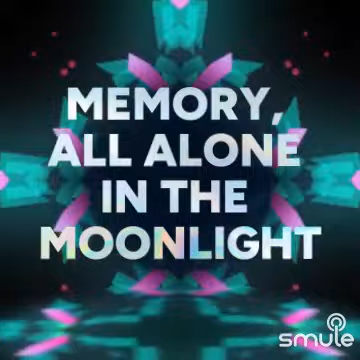 MEMORY,
ALL ALONE
IN THE
MOONLIGHT
smule